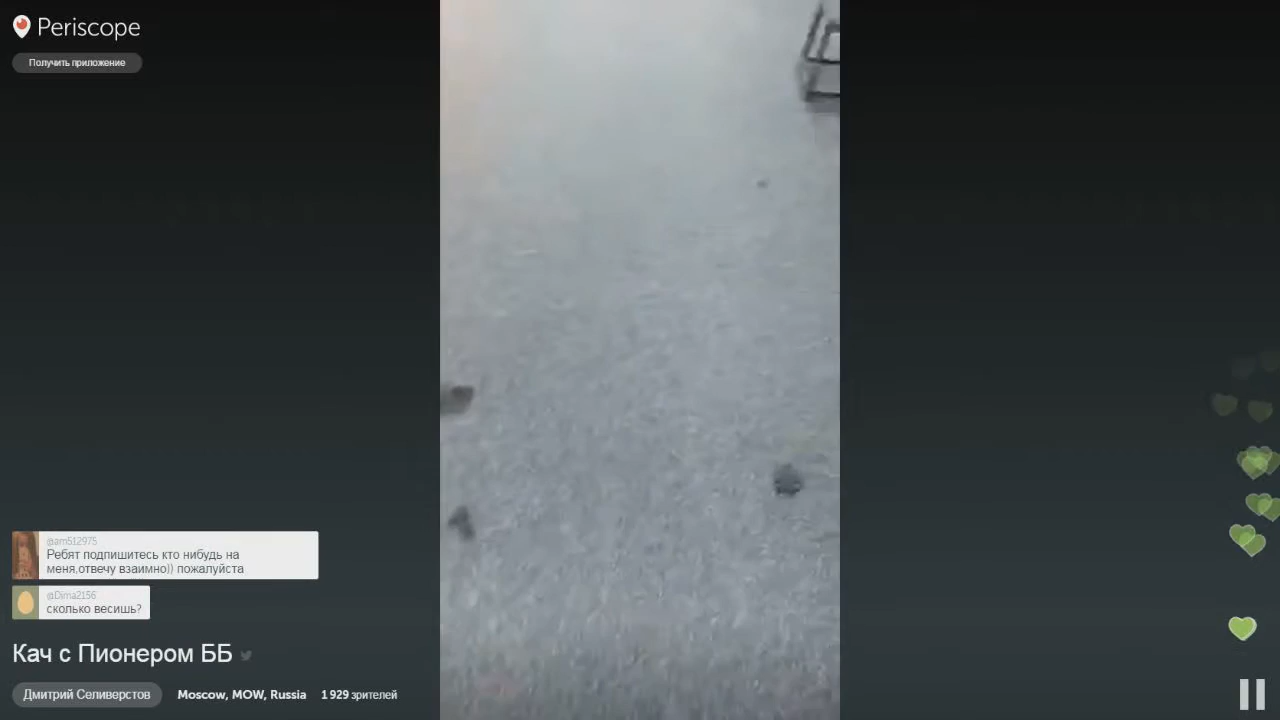 Periscope
Получить приложение
@am512975
Ребят подпишитесь кто нибудь на
меня,отвечу взаимно)) пожалуйста
@Dima2156
сколько весишь?
Кач с Пионером ББ
Дмитрий Селиверстов Moscow, MOW, Russia 1 929 зрителей